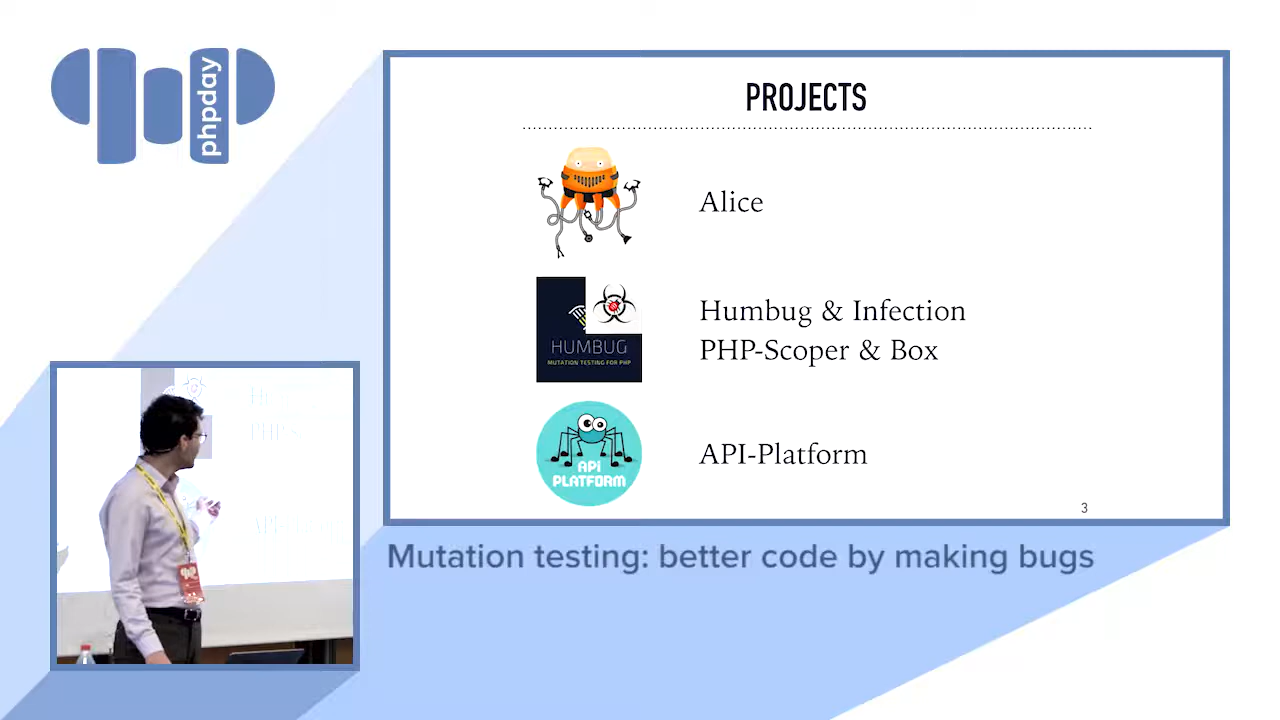 phpday
PROJECTS
Alice
HUMBUG
MUTATION TESTING FOR PHP
Humbug & Infection
PHP-Scoper & Box
API
PLATFORM
API-Platform
3
Mutation testing: better code by making bugs